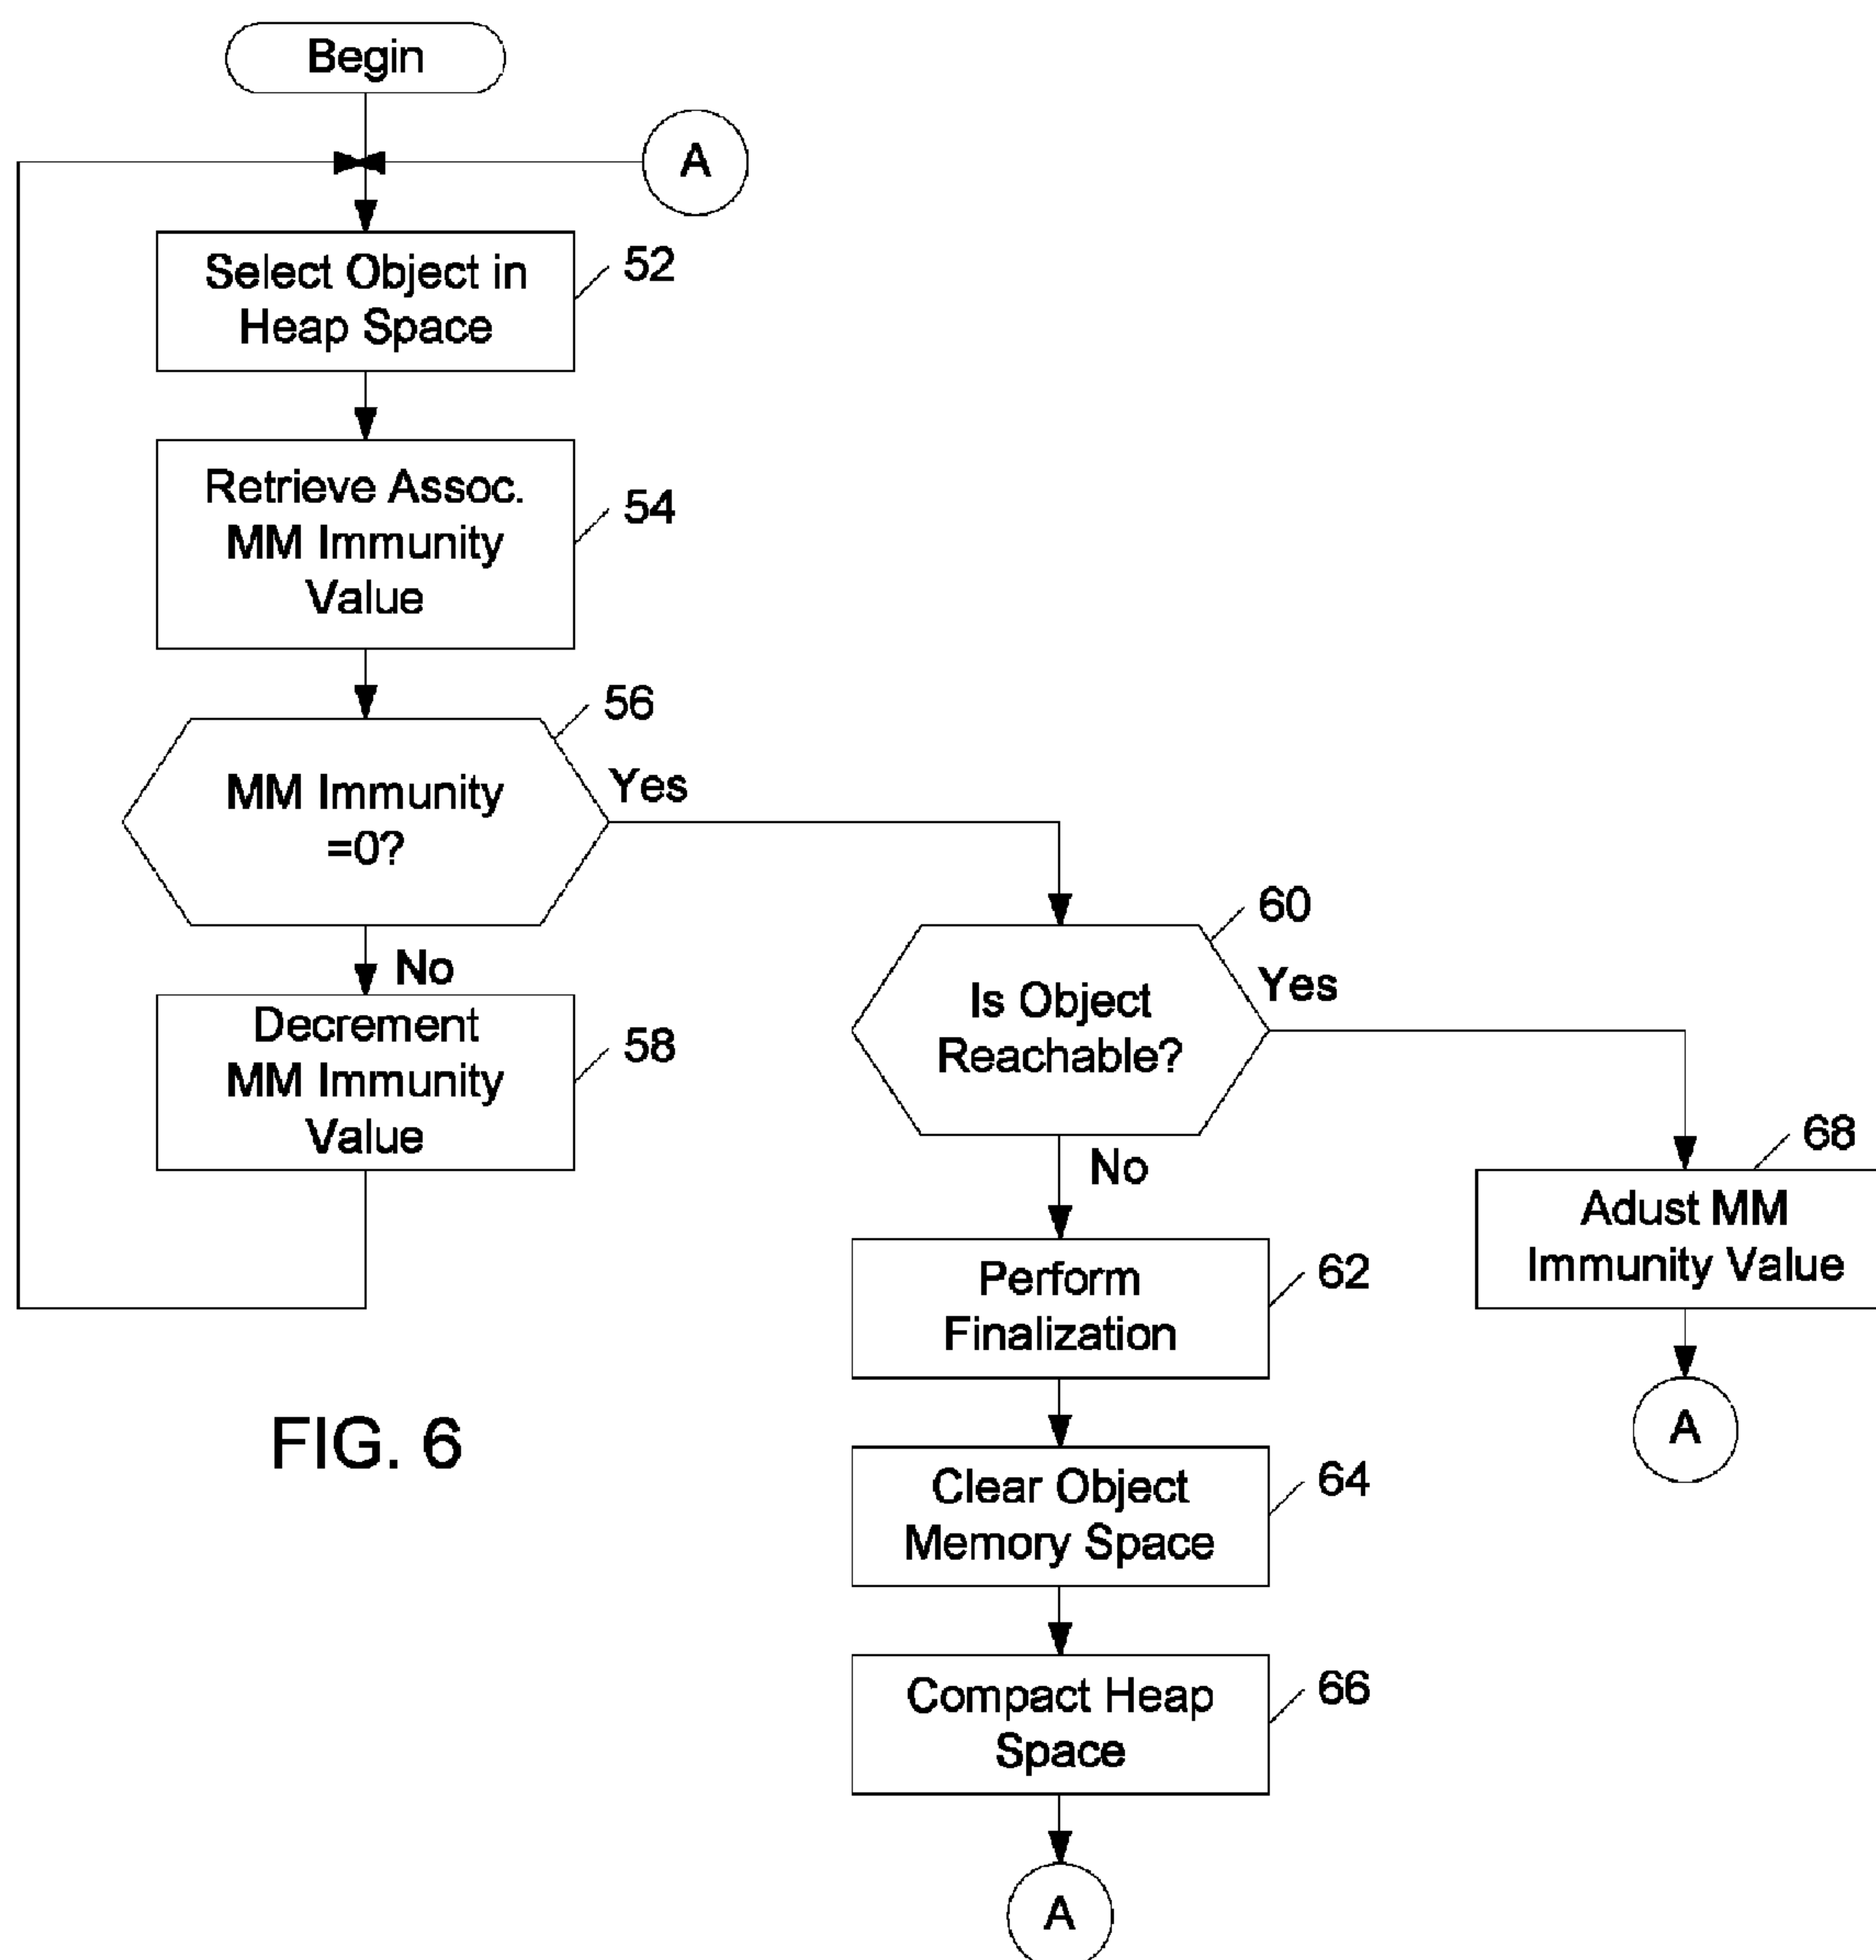 Begin
A
Select Object in
Heap Space
52
Retrieve Assoc.
MM Immunity
Value
54
56
MM Immunity
=0?
Yes
No
Decrement
MM Immunity
Value
58
60
Is Object
Reachable?
Yes
No
68
Adust MM
Immunity Value
A
Perform
Finalization
62
Clear Object
Memory Space
64
Compact Heap
Space
66
A
FIG. 6